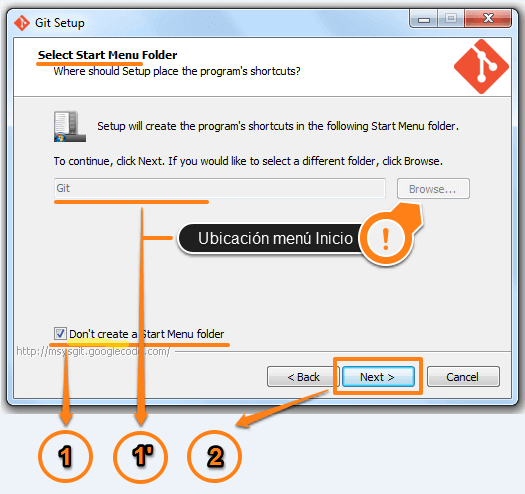 Git Setup
Select Start Menu Folder
Where should Setup place the program's shortcuts?
Setup will create the program's shortcuts in the following Start Menu folder.
To continue, click Next. If you would like to select a different folder, click Browse.
Git
Browse...
Ubicación menú Inicio
!
Don't create a Start Menu folder
http://msysgit.googlecode.com/
< Back
Next >
Cancel
1
1'
2